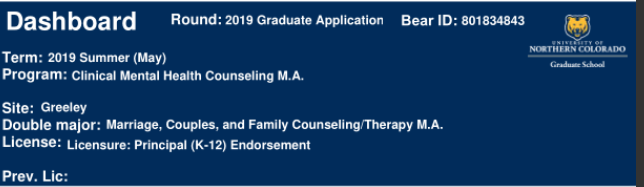 Dashboard Round: 2019 Graduate Application Bear ID: 801834843
UNIVERSITY OF
NORTHERN COLORADO
Graduate School
Term: 2019 Summer (May)
Program: Clinical Mental Health Counseling M.A.
Site: Greeley
Double major: Marriage, Couples, and Family Counseling/Therapy M.A.
License: Licensure: Principal (K-12) Endorsement
Prev. Lic: